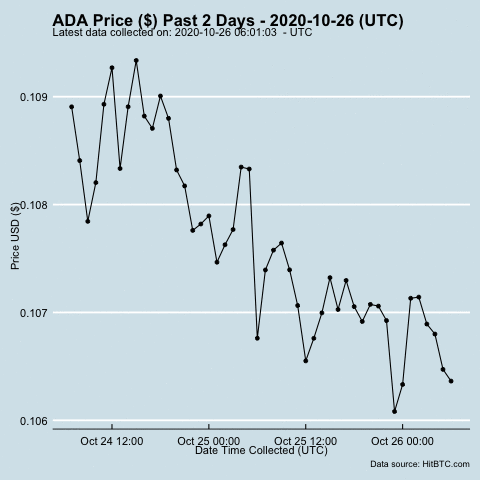 ADA Price ($) Past 2 Days - 2020-10-26 (UTC)
Latest data collected on: 2020-10-26 06:01:03 - UTC
0.109
0.108
0.107
0.106
Price USD ($)
Oct 24 12:00 Oct 25 00:00 Oct 25 12:00 Oct 26 00:00
Date Time Collected (UTC)
Data source: HitBTC.com